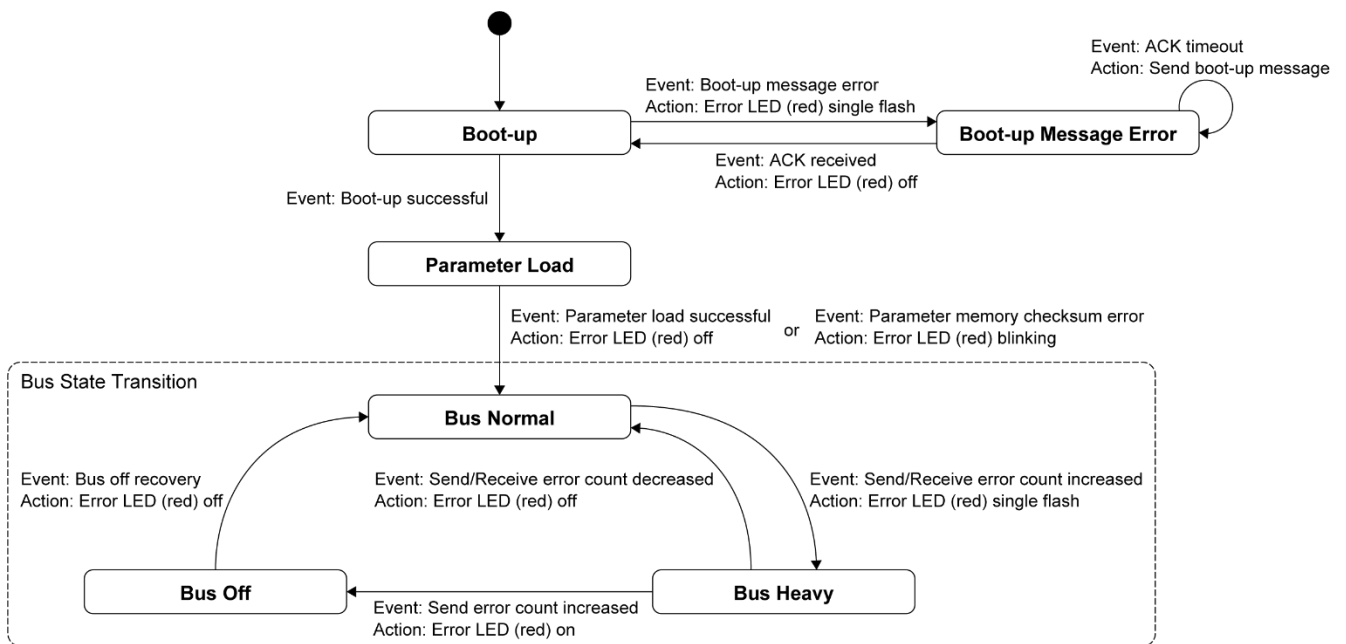 Event: ACK timeout
Action: Send boot-up message
Event: Boot-up message error
Action: Error LED (red) single flash
Boot-up
Boot-up Message Error
Event: ACK received
Action: Error LED (red) off
Event: Boot-up successful
Parameter Load
Event: Parameter load successful
Action: Error LED (red) off
or
Event: Parameter memory checksum error
Action: Error LED (red) blinking
Bus State Transition
Bus Normal
Event: Bus off recovery
Action: Error LED (red) off
Event: Send/Receive error count decreased
Action: Error LED (red) off
Event: Send/Receive error count increased
Action: Error LED (red) single flash
Bus Off
Bus Heavy
Event: Send error count increased
Action: Error LED (red) on